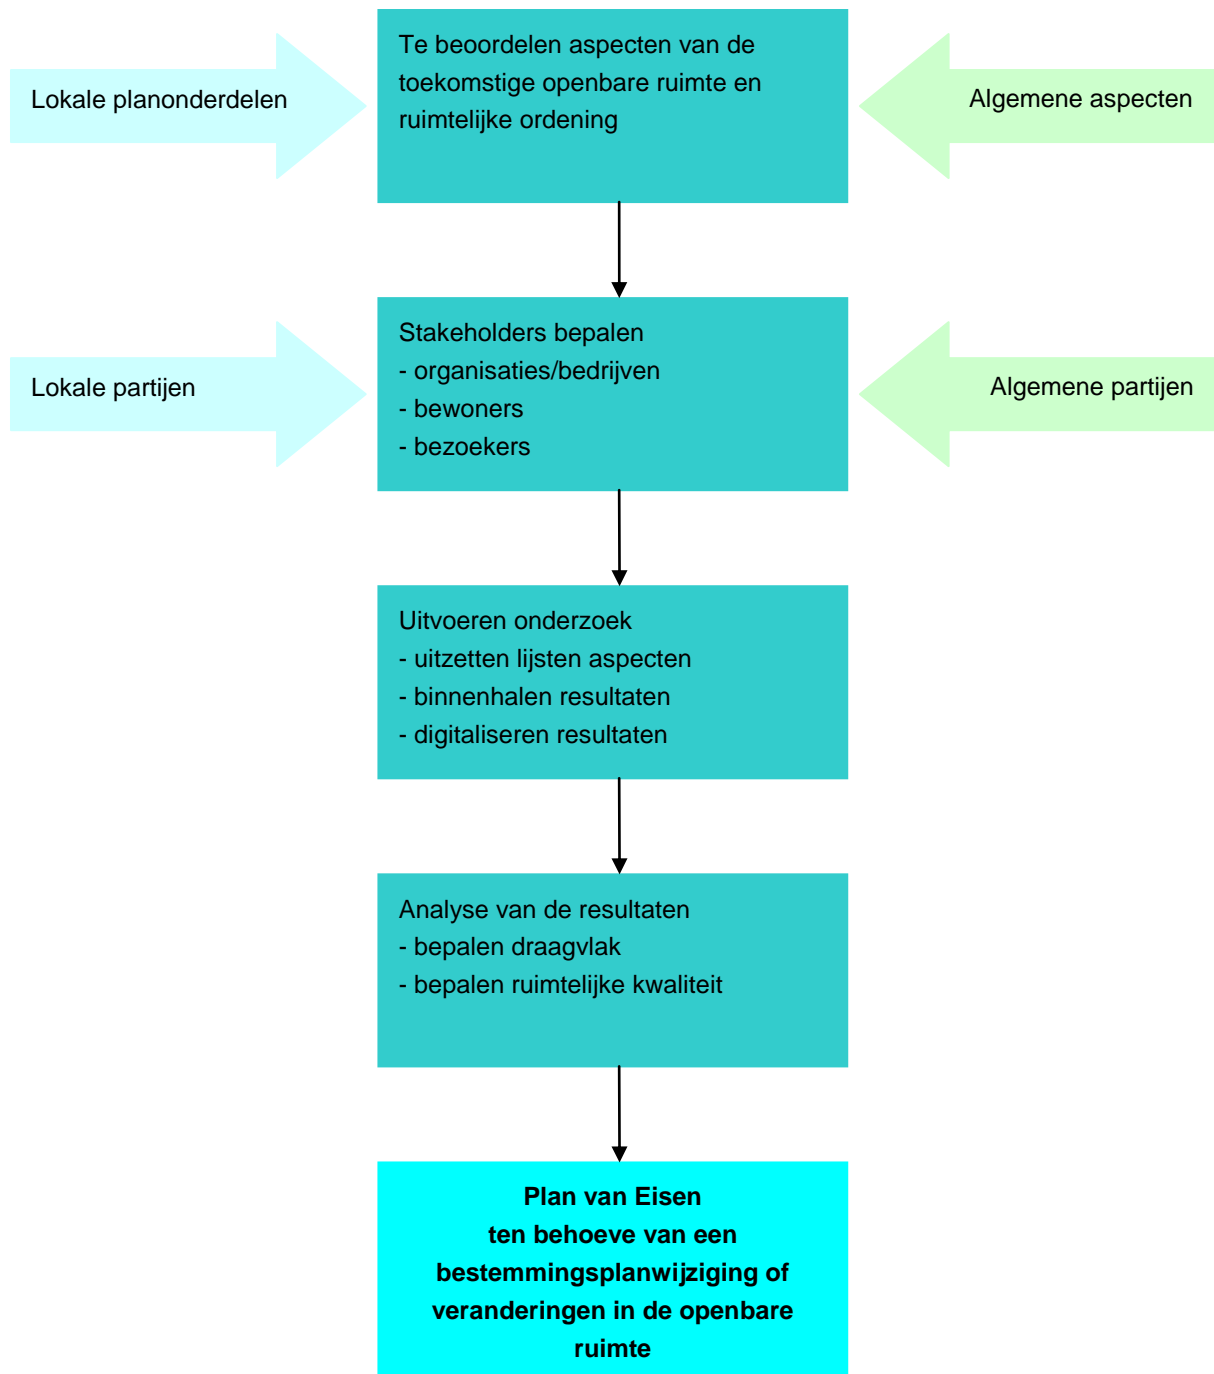 Te beoordelen aspecten van de
toekomstige openbare ruimte en
ruimtelijke ordening
Lokale planonderdelen
Algemene aspecten
Stakeholders bepalen
- organisaties/bedrijven
- bewoners
- bezoekers
Lokale partijen
Algemene partijen
Uitvoeren onderzoek
- uitzetten lijsten aspecten
- binnenhalen resultaten
- digitaliseren resultaten
Analyse van de resultaten
- bepalen draagvlak
- bepalen ruimtelijke kwaliteit
Plan van Eisen
ten behoeve van een
bestemmingsplanwijziging of
veranderingen in de openbare
ruimte